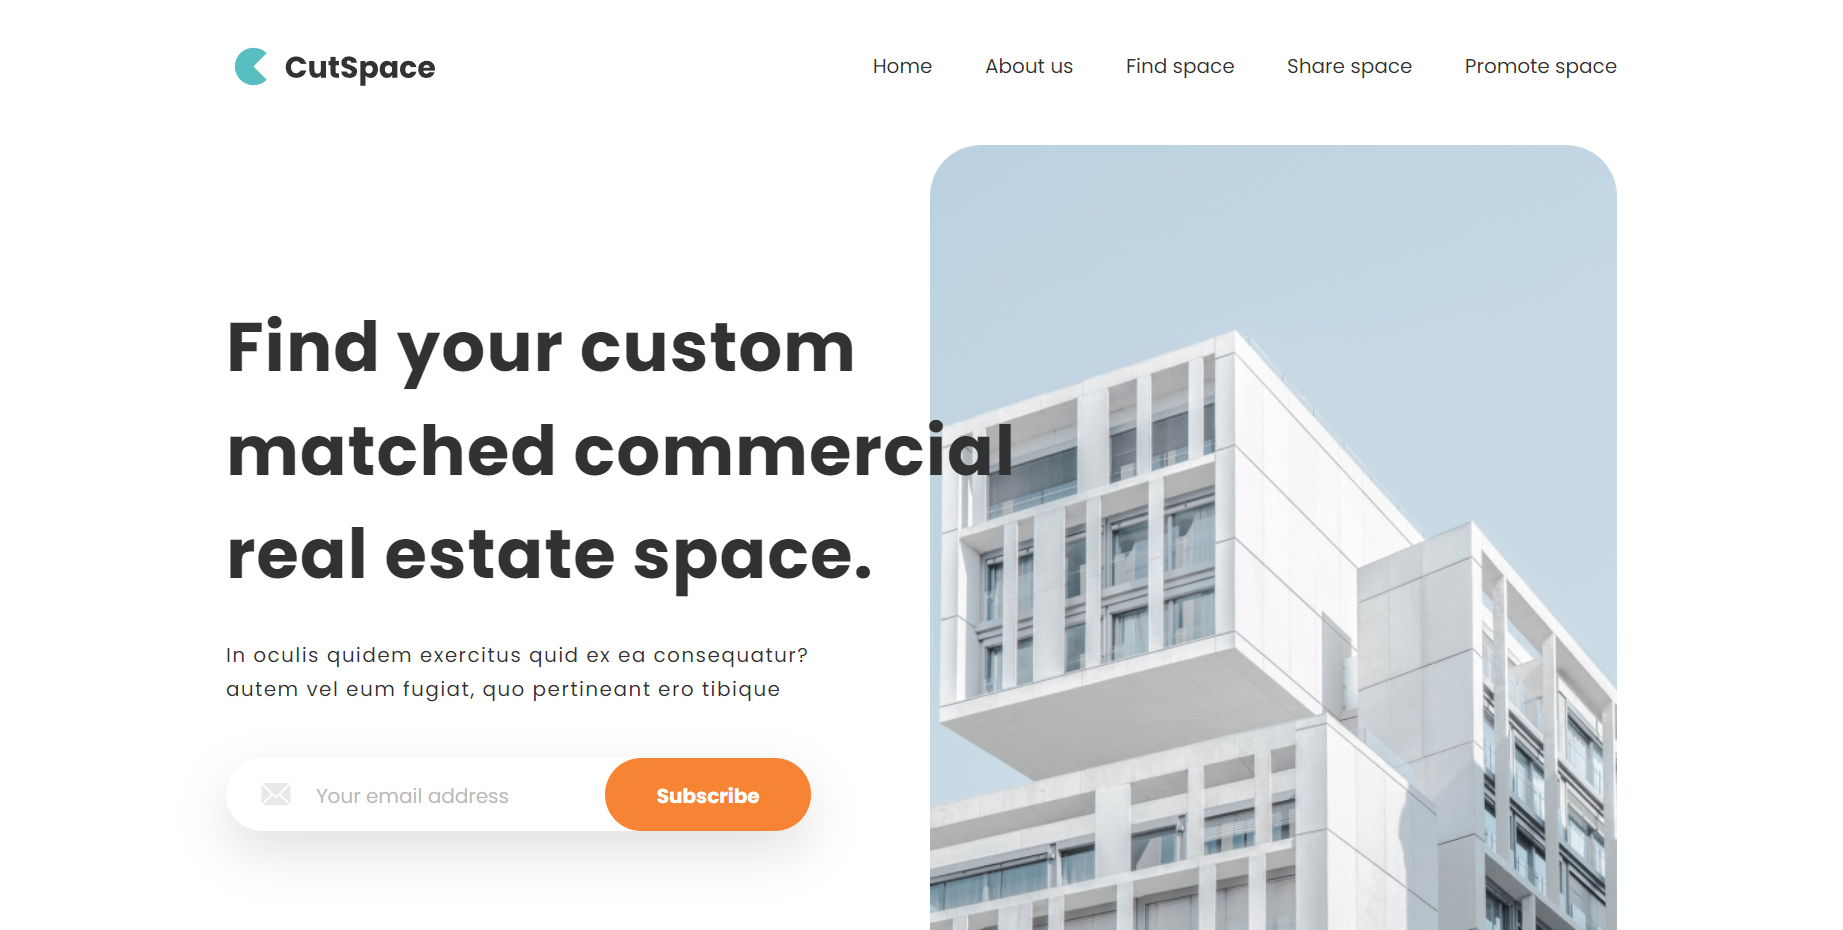 CutSpace
Home About us Find space Share space Promote space
Find your custom
matched commercial
real estate space.
In oculis quidem exercitus quid ex ea consequatur?
autem vel eum fugiat, quo pertineant ero tibique
Your email address Subscribe